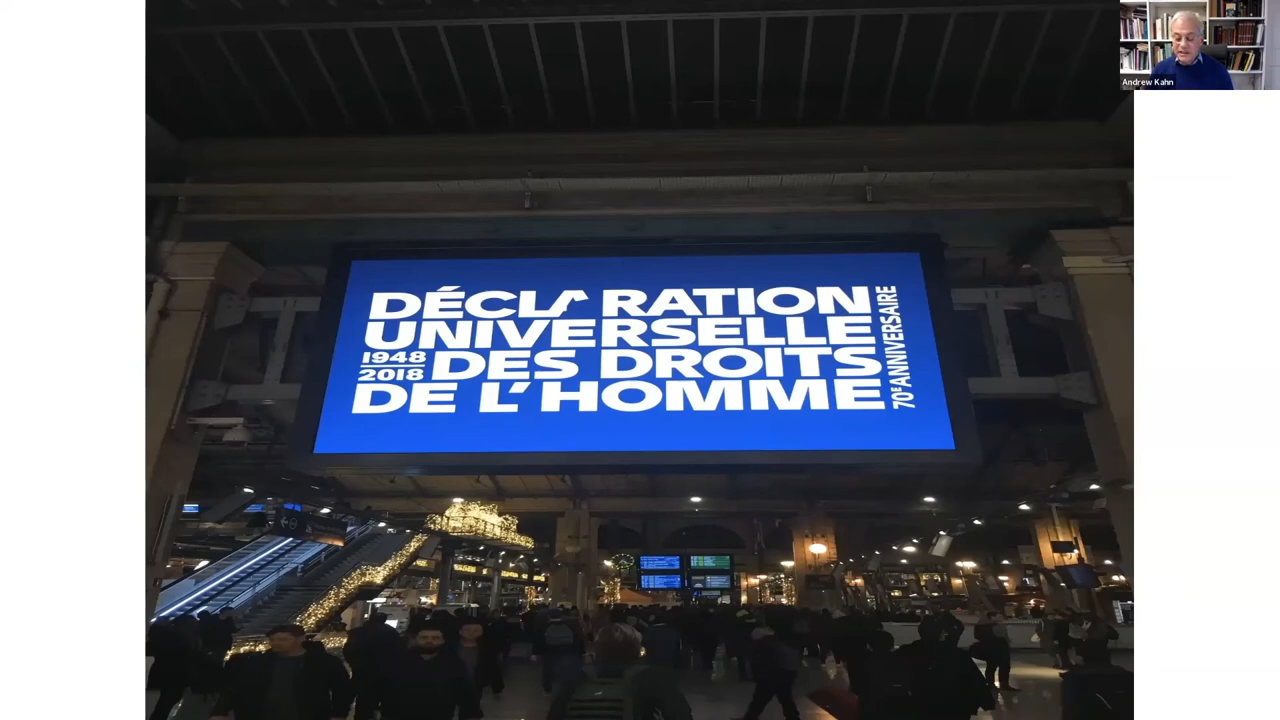 DÉCLARATION
UNIVERSELLE
1948
2018
DES DROITS
DE L'HOMME
70E ANNIVERSAIRE
Andrew Kahn